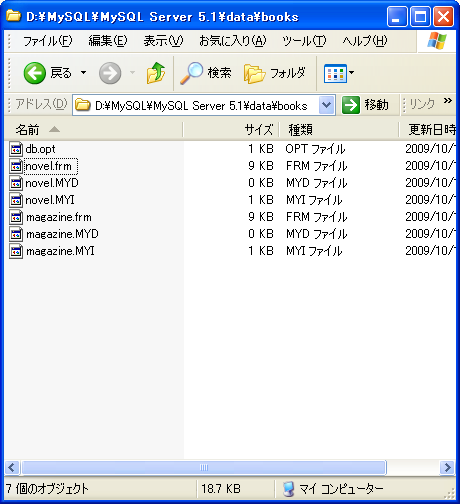 D:¥MySQL¥MySQL Server 5.1¥data¥books
ファイル(F) 編集(E) 表示(V) お気に入り(A) ツール(T) ヘルプ(H)
戻る 検索 フォルダ
アドレス(D) D:¥MySQL¥MySQL Server 5.1¥data¥books 移動 リンク »
名前 サイズ 種類 更新日時
db.opt 1 KB OPT ファイル 2009/10/
novel.frm 9 KB FRM ファイル 2009/10/
novel.MYD 0 KB MYD ファイル 2009/10/
novel.MYI 1 KB MYI ファイル 2009/10/
magazine.frm 9 KB FRM ファイル 2009/10/
magazine.MYD 0 KB MYD ファイル 2009/10/
magazine.MYI 1 KB MYI ファイル 2009/10/
7 個のオブジェクト 18.7 KB マイ コンピュータ